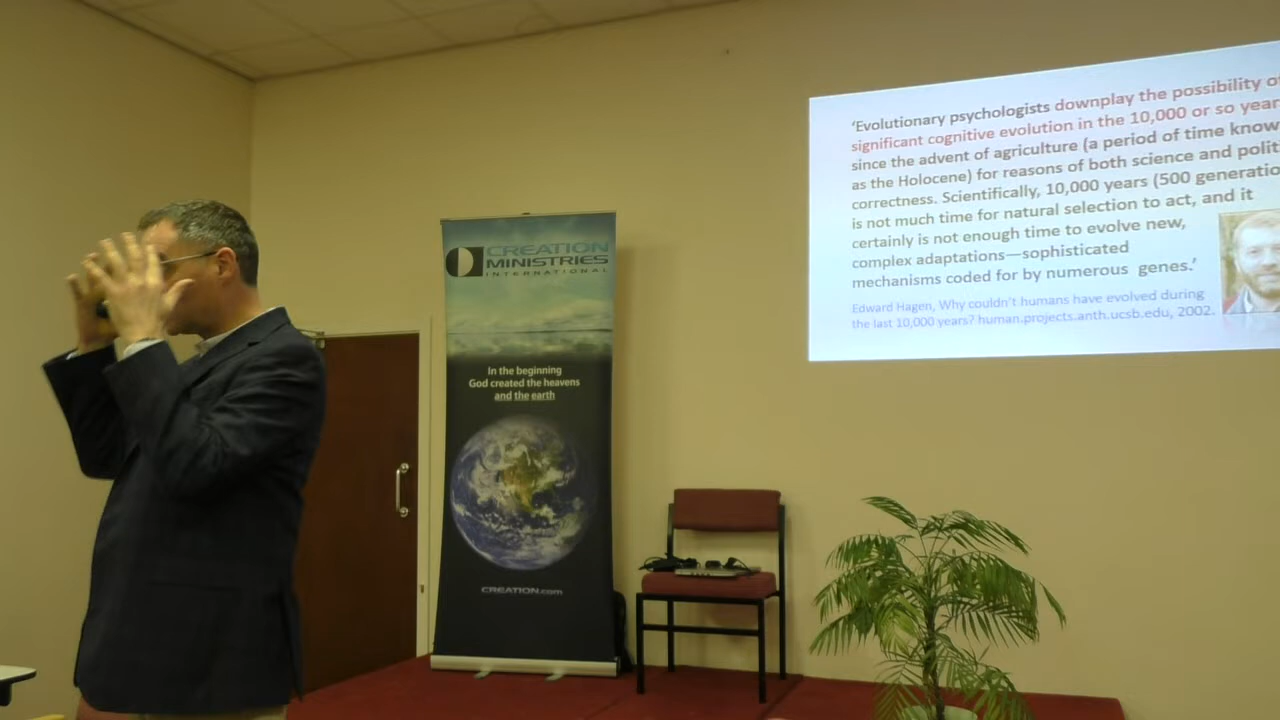 CREATION
MINISTRIES
INTERNATIONAL
In the beginning
God created the heavens
and the earth
CREATION.com
‘Evolutionary psychologists downplay the possibility of
significant cognitive evolution in the 10,000 or so year
since the advent of agriculture (a period of time know
as the Holocene) for reasons of both science and polit
correctness. Scientifically, 10,000 years (500 generatio
is not much time for natural selection to act, and it
certainly is not enough time to evolve new,
complex adaptations—sophisticated
mechanisms coded for by numerous genes.’
Edward Hagen, Why couldn't humans have evolved during
the last 10,000 years? human.projects.anth.ucsb.edu, 2002.